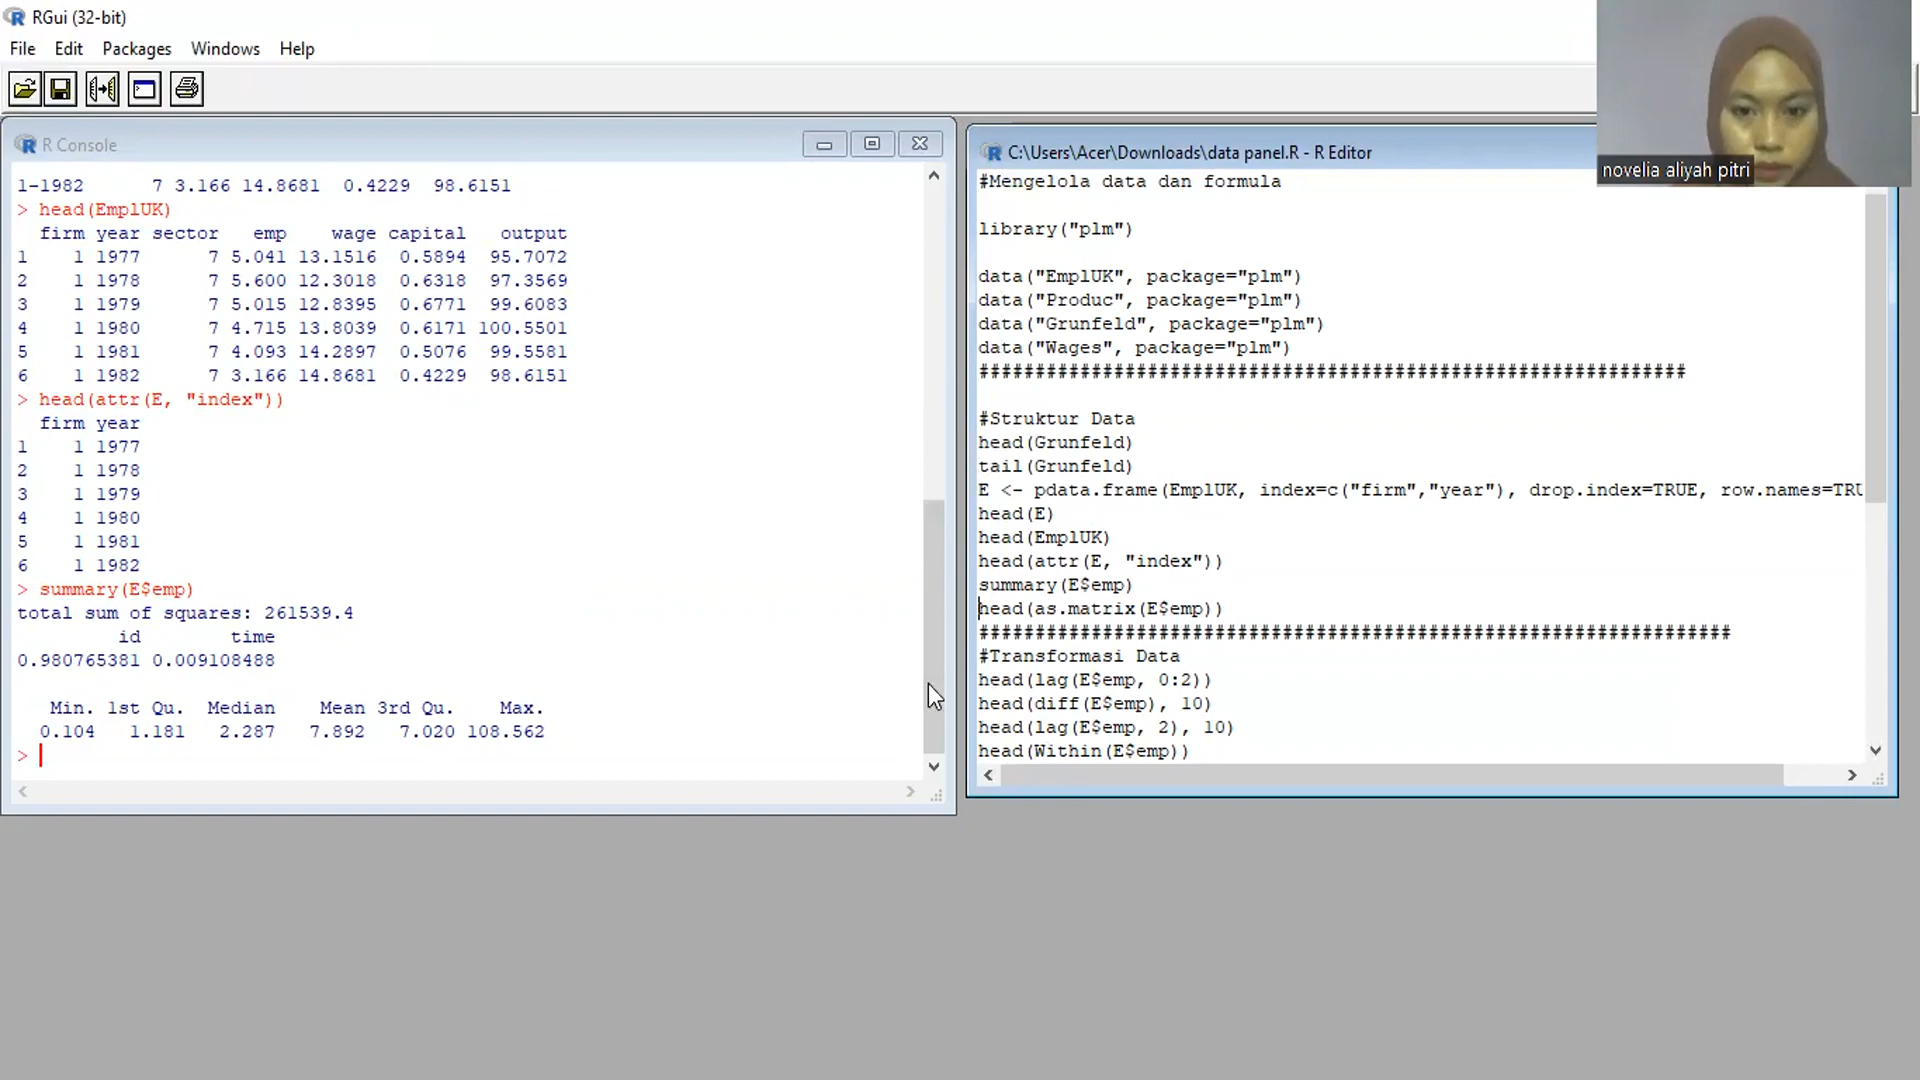 RGui (32-bit)
File Edit Packages Windows Help
R Console
1-1982      7 3.166 14.8681  0.4229  98.6151
> head(EmplUK)
  firm year sector   emp    wage capital   output
1    1 1977      7 5.041 13.1516  0.5894  95.7072
2    1 1978      7 5.600 12.3018  0.6318  97.3569
3    1 1979      7 5.015 12.8395  0.6771  99.6083
4    1 1980      7 4.715 13.8039  0.6171 100.5501
5    1 1981      7 4.093 14.2897  0.5076  99.5581
6    1 1982      7 3.166 14.8681  0.4229  98.6151
> head(attr(E, "index"))
  firm year
1    1 1977
2    1 1978
3    1 1979
4    1 1980
5    1 1981
6    1 1982
> summary(E$emp)
total sum of squares: 261539.4
         id        time
0.980765381 0.009108488

   Min. 1st Qu.  Median    Mean 3rd Qu.    Max.
  0.104   1.181   2.287   7.892   7.020 108.562
>
C:\Users\Acer\Downloads\data panel.R - R Editor
#Mengelola data dan formula

library("plm")

data("EmplUK", package="plm")
data("Produc", package="plm")
data("Grunfeld", package="plm")
data("Wages", package="plm")
###############################################################

#Struktur Data
head(Grunfeld)
tail(Grunfeld)
E <- pdata.frame(EmplUK, index=c("firm","year"), drop.index=TRUE, row.names=TRU
head(E)
head(EmplUK)
head(attr(E, "index"))
summary(E$emp)
head(as.matrix(E$emp))
###################################################################
#Transformasi Data
head(lag(E$emp, 0:2))
head(diff(E$emp), 10)
head(lag(E$emp, 2), 10)
head(Within(E$emp))
novelia aliyah pitri